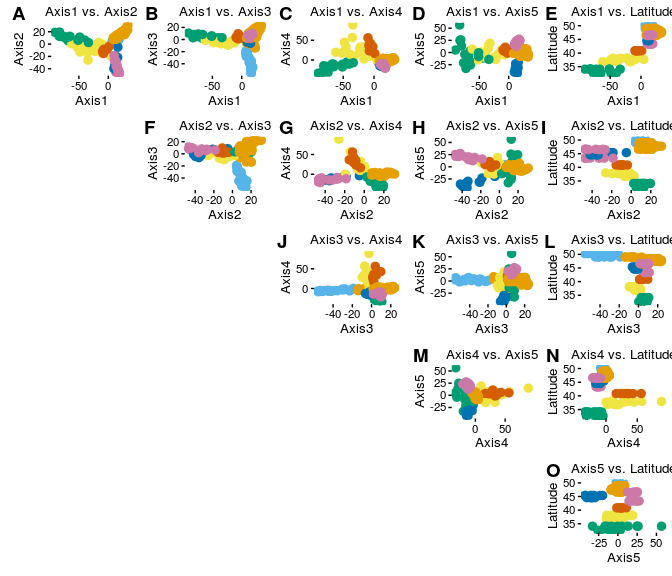 A Axis1 vs. Axis2
Axis2
20
0
-20
-40
-50
0
Axis1
B Axis1 vs. Axis3
Axis3
20
0
-20
-40
-50
0
Axis1
C Axis1 vs. Axis4
Axis4
50
0
-50
0
Axis1
D Axis1 vs. Axis5
Axis5
50
25
0
-25
-50
0
Axis1
E Axis1 vs. Latitude
Latitude
50
45
40
35
-50
0
Axis1
F Axis2 vs. Axis3
Axis3
20
0
-20
-40
-40
-20
0
20
Axis2
G Axis2 vs. Axis4
Axis4
50
0
-40
-20
0
20
Axis2
H Axis2 vs. Axis5
Axis5
50
25
0
-25
-40
-20
0
20
Axis2
I Axis2 vs. Latitude
Latitude
50
45
40
35
-40
-20
0
20
Axis2
J Axis3 vs. Axis4
Axis4
50
0
-40
-20
0
20
Axis3
K Axis3 vs. Axis5
Axis5
50
25
0
-25
-40
-20
0
20
Axis3
L Axis3 vs. Latitude
Latitude
50
45
40
35
-40
-20
0
20
Axis3
M Axis4 vs. Axis5
Axis5
50
25
0
-25
0
50
Axis4
N Axis4 vs. Latitude
Latitude
50
45
40
35
0
50
Axis4
O Axis5 vs. Latitude
Latitude
50
45
40
35
-25
0
25
50
Axis5